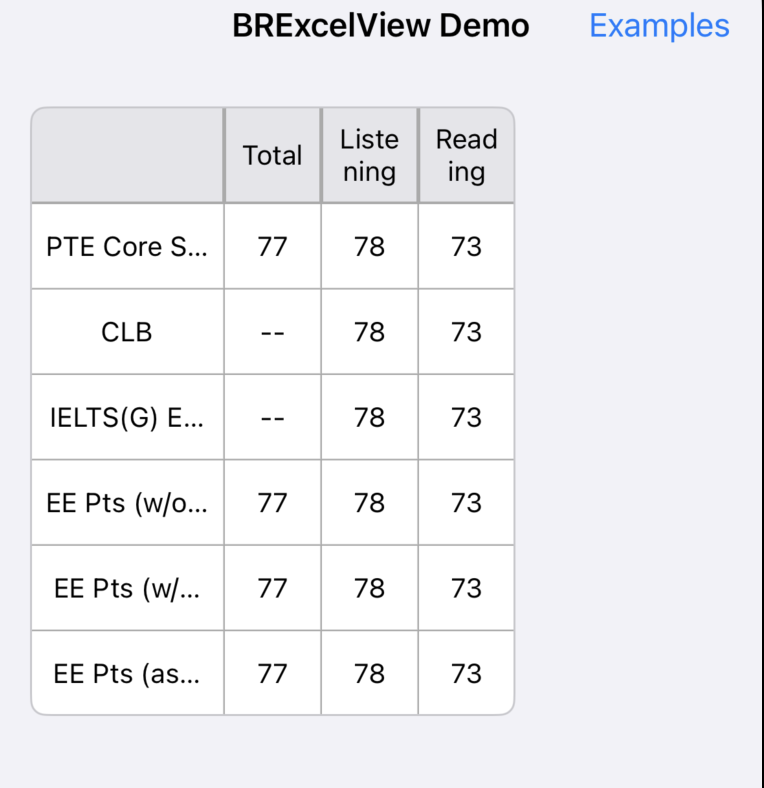 BRExcelView Demo Examples
Total Liste
ning Read
ing
PTE Core S... 77 78 73
CLB -- 78 73
IELTS(G) E... -- 78 73
EE Pts (w/o... 77 78 73
EE Pts (w/... 77 78 73
EE Pts (as... 77 78 73